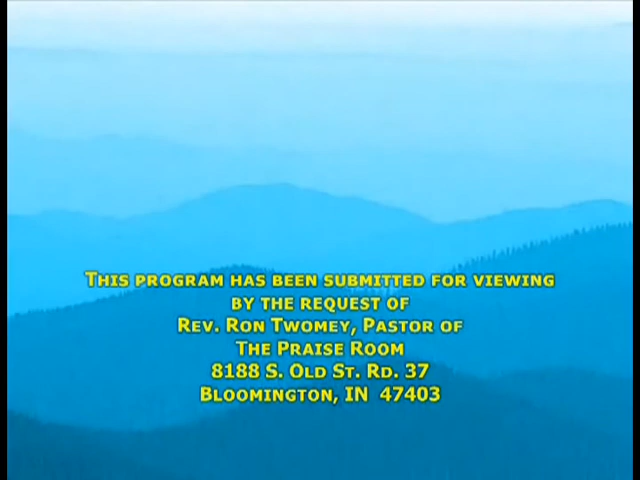 This program has been submitted for viewing
by the request of
Rev. Ron Twomey, Pastor of
The Praise Room
8188 S. Old St. Rd. 37
Bloomington, IN 47403